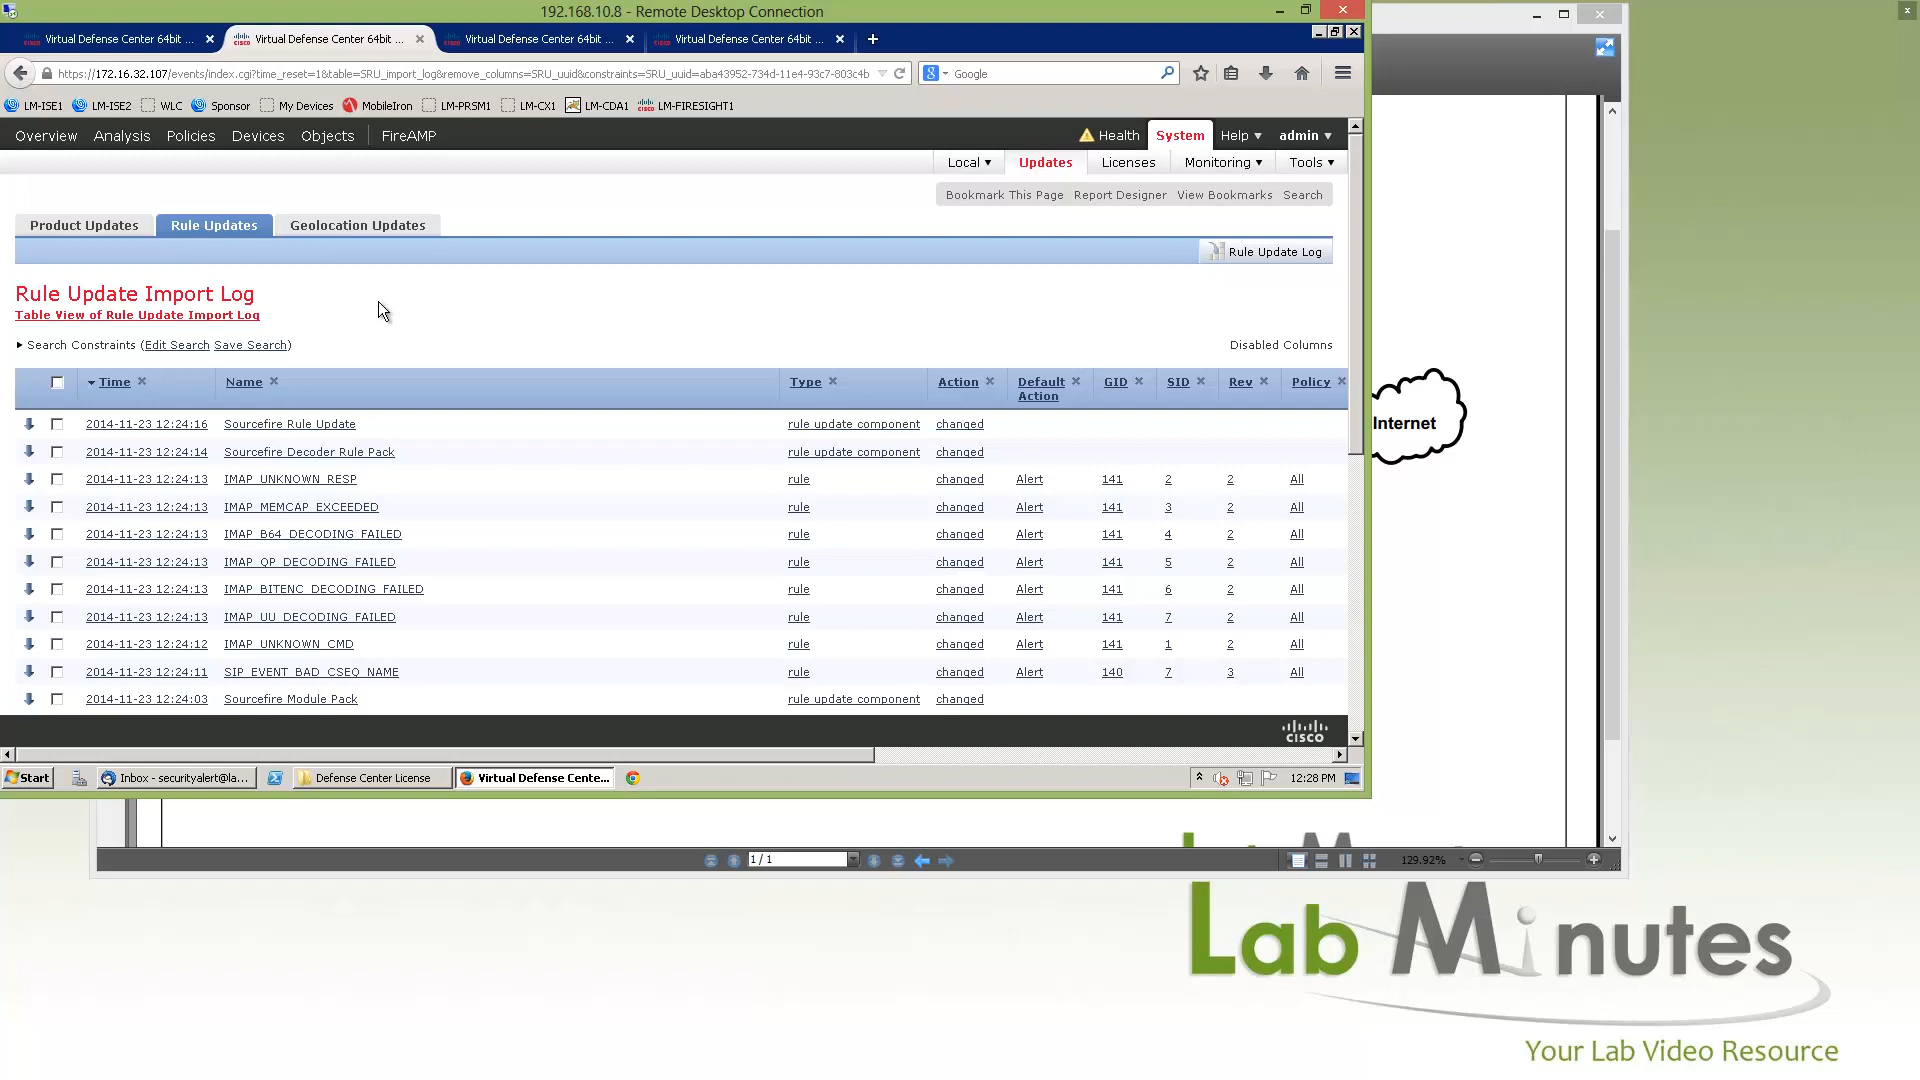 192.168.10.8 - Remote Desktop Connection
Virtual Defense Center 64bit ... Virtual Defense Center 64bit ... Virtual Defense Center 64bit ... Virtual Defense Center 64bit ...
https://172.16.32.107/events/index.cgi?time_reset=1&table=SRU_import_log&remove_columns=SRU_uuid&constraints=SRU_uuid=aba43952-734d-11e4-93c7-803c4b Google
LM-ISE1 LM-ISE2 WLC Sponsor My Devices MobileIron LM-PRSM1 LM-CX1 LM-CDA1 LM-FIRESIGHT1
Overview Analysis Policies Devices Objects FireAMP Health System Help admin
Local Updates Licenses Monitoring Tools
Bookmark This Page Report Designer View Bookmarks Search
Product Updates Rule Updates Geolocation Updates
Rule Update Log
Rule Update Import Log
Table View of Rule Update Import Log
Search Constraints (Edit Search Save Search) Disabled Columns
Time Name Type Action Default Action GID SID Rev Policy
2014-11-23 12:24:16 Sourcefire Rule Update rule update component changed
2014-11-23 12:24:14 Sourcefire Decoder Rule Pack rule update component changed
2014-11-23 12:24:13 IMAP_UNKNOWN_RESP rule changed Alert 141 2 2 All
2014-11-23 12:24:13 IMAP_MEMCAP_EXCEEDED rule changed Alert 141 3 2 All
2014-11-23 12:24:13 IMAP_B64_DECODING_FAILED rule changed Alert 141 4 2 All
2014-11-23 12:24:13 IMAP_QP_DECODING_FAILED rule changed Alert 141 5 2 All
2014-11-23 12:24:13 IMAP_BITENC_DECODING_FAILED rule changed Alert 141 6 2 All
2014-11-23 12:24:13 IMAP_UU_DECODING_FAILED rule changed Alert 141 7 2 All
2014-11-23 12:24:12 IMAP_UNKNOWN_CMD rule changed Alert 141 1 2 All
2014-11-23 12:24:11 SIP_EVENT_BAD_CSEQ_NAME rule changed Alert 140 7 3 All
2014-11-23 12:24:03 Sourcefire Module Pack rule update component changed
CISCO
Start Inbox - securityalert@la... Defense Center License Virtual Defense Cente... 12:28 PM
Internet
1 / 1 129.92%
Lab Minutes
Your Lab Video Resource